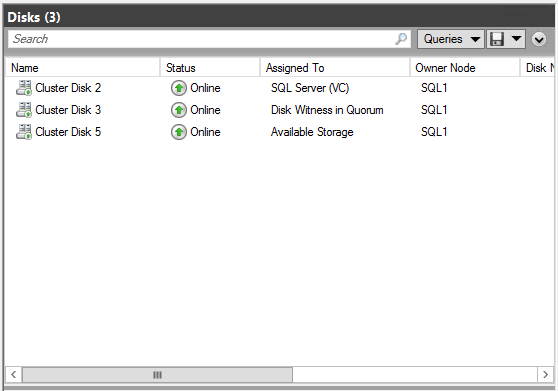 Disks (3)
Search Queries
Name Status Assigned To Owner Node Disk N
Cluster Disk 2 Online SQL Server (VC) SQL1
Cluster Disk 3 Online Disk Witness in Quorum SQL1
Cluster Disk 5 Online Available Storage SQL1